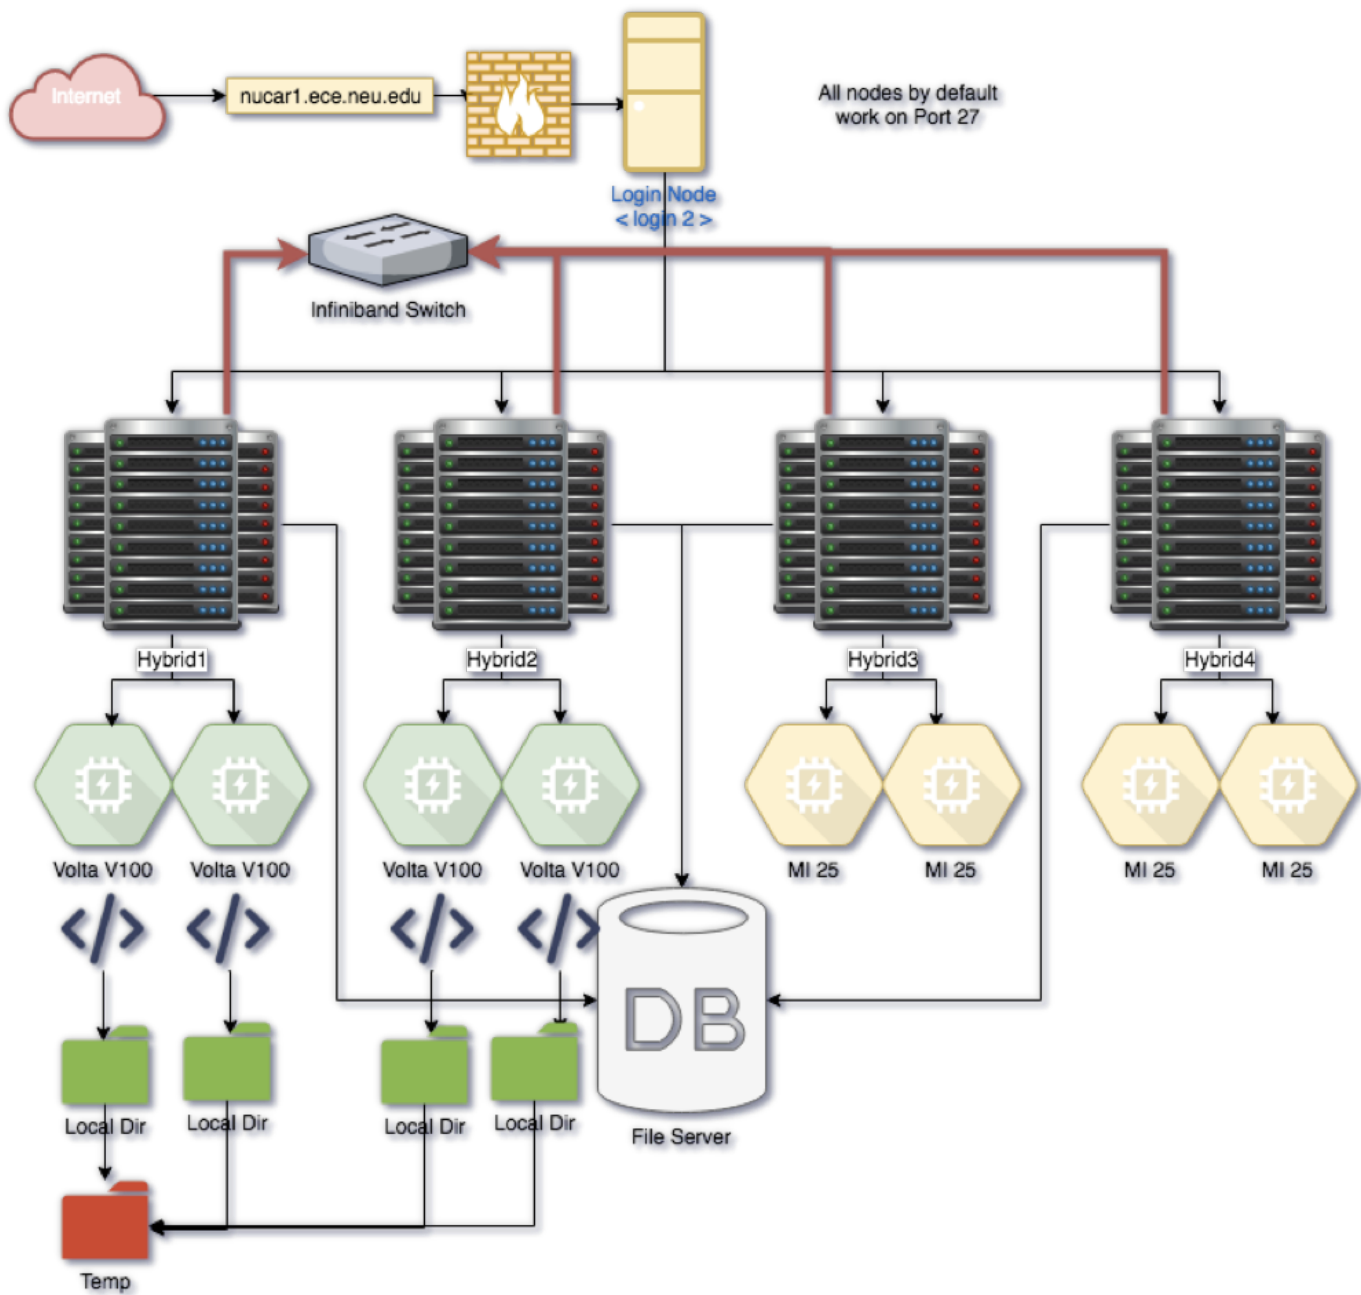 Internet
nucar1.ece.neu.edu
All nodes by default
work on Port 27
Login Node
< login 2 >
Infiniband Switch
Hybrid1
Hybrid2
Hybrid3
Hybrid4
Volta V100
Volta V100
Volta V100
Volta V100
MI 25
MI 25
MI 25
MI 25
</>
</>
</>
</>
DB
Local Dir
Local Dir
Local Dir
Local Dir
File Server
Temp